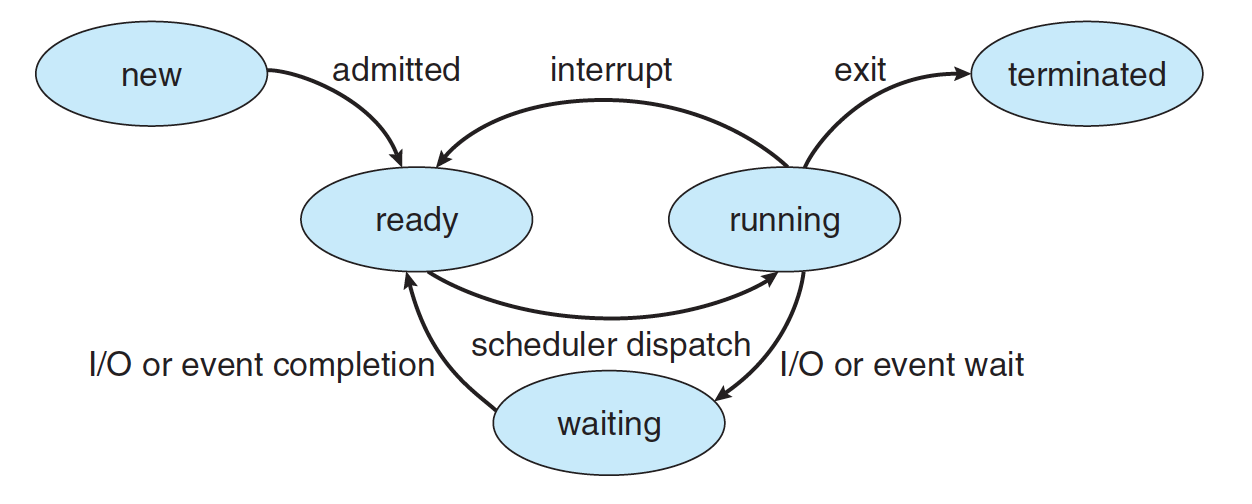 new
admitted
interrupt
exit
terminated
ready
running
scheduler dispatch
I/O or event completion
I/O or event wait
waiting